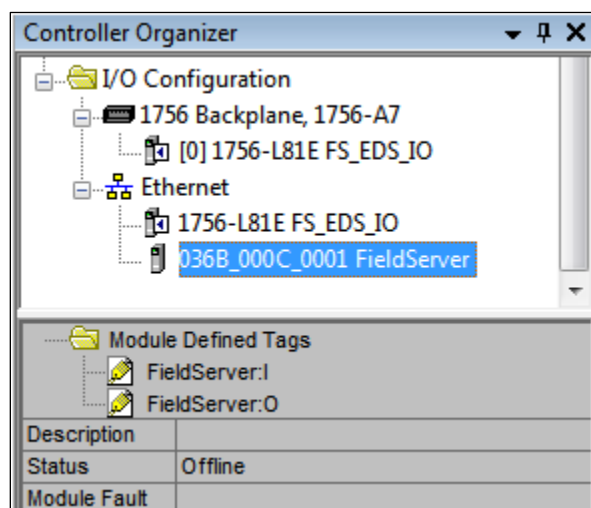 Controller Organizer
I/O Configuration
1756 Backplane, 1756-A7
[0] 1756-L81E FS_EDS_IO
Ethernet
1756-L81E FS_EDS_IO
036B_000C_0001 FieldServer
Module Defined Tags
FieldServer:I
FieldServer:O
Description
Status Offline
Module Fault